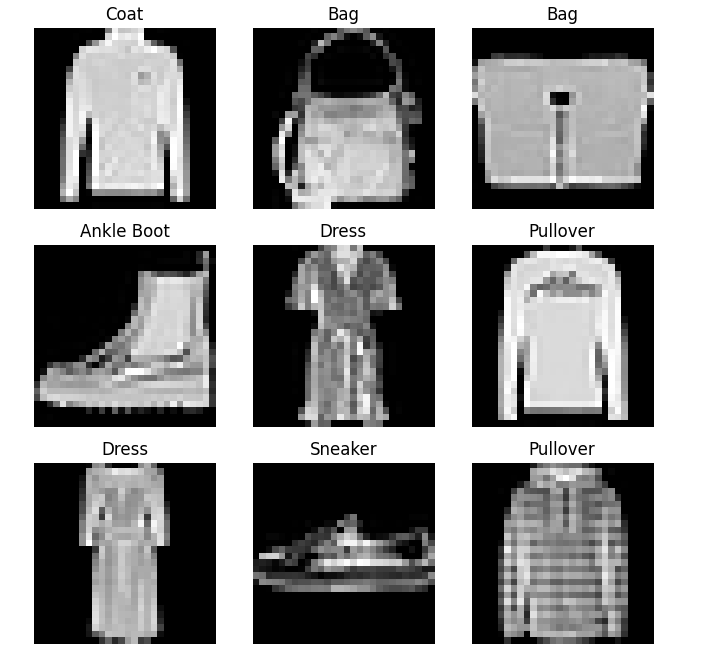 Coat
Bag
Bag
Ankle Boot
Dress
Pullover
Dress
Sneaker
Pullover